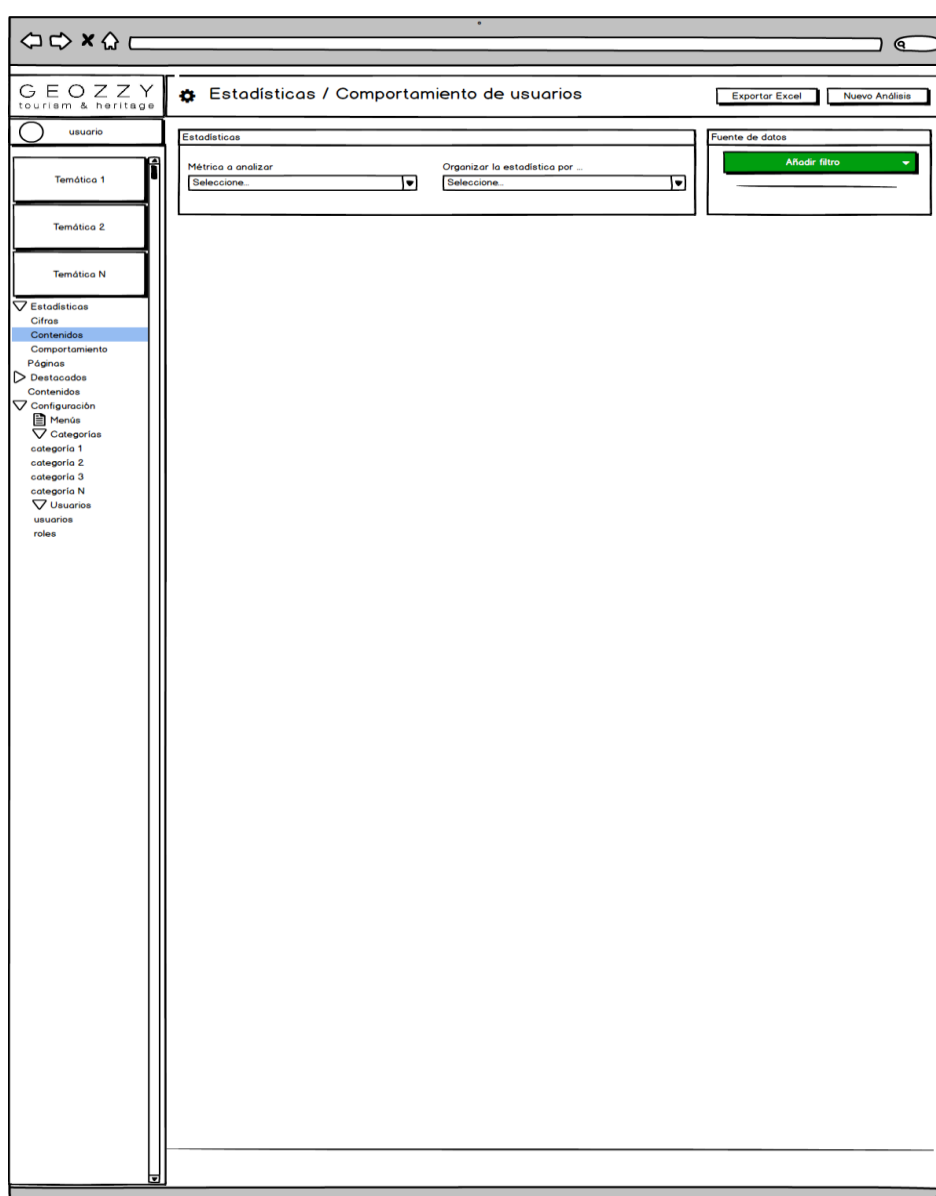 GEOZZY
tourism & heritage
Estadísticas / Comportamiento de usuarios
Exportar Excel
Nuevo Análisis
usuario
Temática 1
Temática 2
Temática N
Estadísticas
Cifras
Contenidos
Comportamiento
Páginas
Destacados
Contenidos
Configuración
Menús
Categorías
categoría 1
categoría 2
categoría 3
categoría N
Usuarios
usuarios
roles
Estadísticas
Métrica a analizar
Seleccione...
Organizar la estadística por ...
Seleccione...
Fuente de datos
Añadir filtro